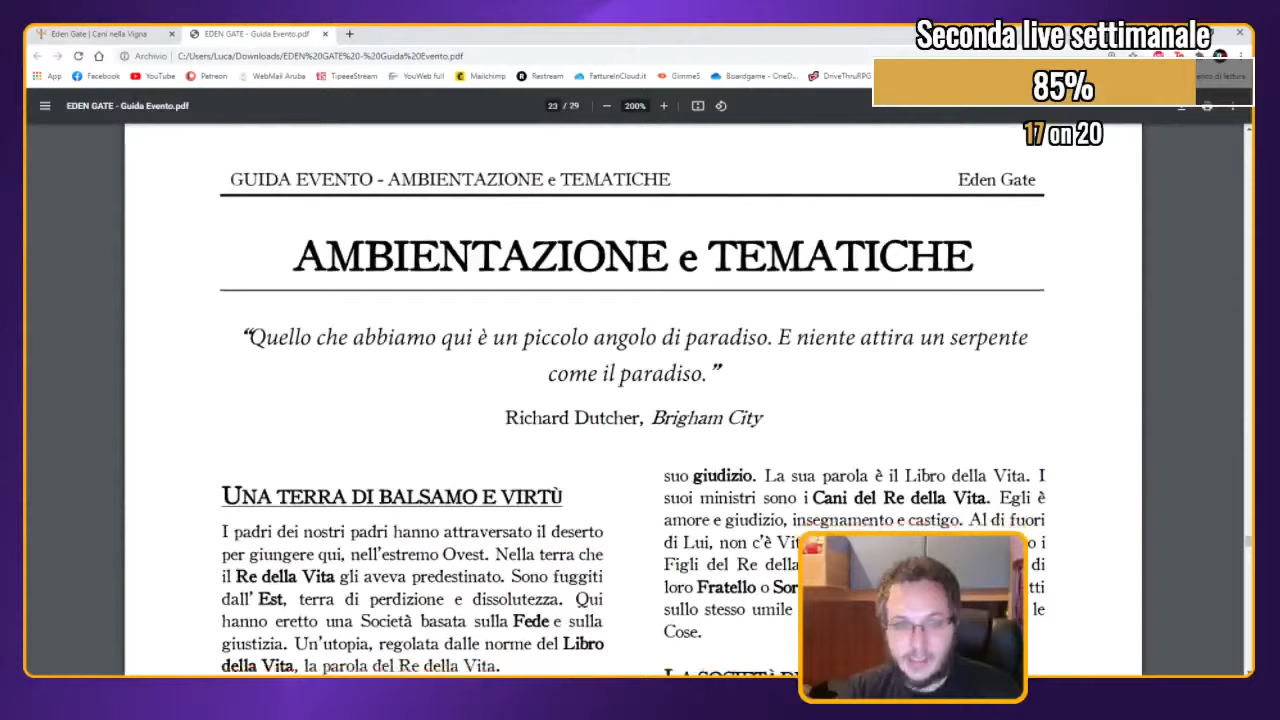 Seconda live settimanale
85%
17 on 20
Eden Gate | Cani nella Vigna
EDEN GATE - Guida Evento.pdf
Archivio
C:/Users/Luca/Downloads/EDEN%20GATE%20-%20Guida%20Evento.pdf
App
Facebook
YouTube
Patreon
WebMail Aruba
TipeeeStream
YouWeb full
Mailchimp
Restream
FattureInCloud.it
GimmeS
Boardgame - OneD...
DriveThruRPG
EDEN GATE - Guida Evento.pdf
23 / 29
200%
GUIDA EVENTO - AMBIENTAZIONE e TEMATICHE
Eden Gate
AMBIENTAZIONE e TEMATICHE
“Quello che abbiamo qui è un piccolo angolo di paradiso. E niente attira un serpente
come il paradiso.”
Richard Dutcher, Brigham City
UNA TERRA DI BALSAMO E VIRTÙ
I padri dei nostri padri hanno attraversato il deserto
per giungere qui, nell’estremo Ovest. Nella terra che
il Re della Vita gli aveva predestinato. Sono fuggiti
dall’ Est, terra di perdizione e dissolutezza. Qui
hanno eretto una Società basata sulla Fede e sulla
giustizia. Un’utopia, regolata dalle norme del Libro
della Vita, la parola del Re della Vita.
suo giudizio. La sua parola è il Libro della Vita. I
suoi ministri sono i Cani del Re della Vita. Egli è
amore e giudizio, insegnamento e castigo. Al di fuori
di Lui, non c’è Vit
i
Figli del Re della
di
loro Fratello o Sor
tti
sullo stesso umile
le
Cose.